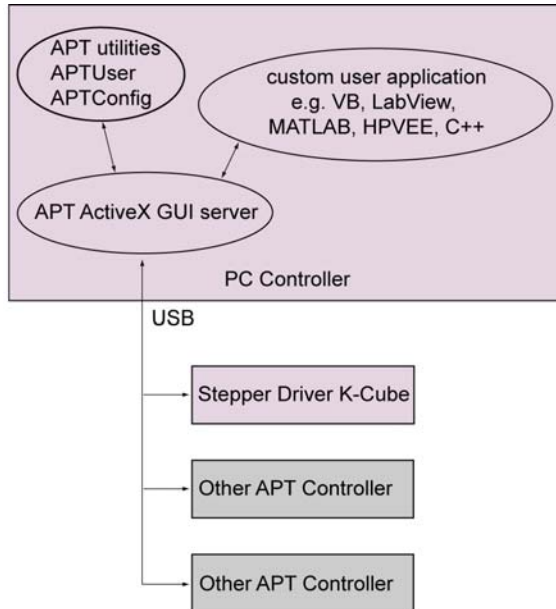 APT utilities
APTUser
APTConfig
custom user application
e.g. VB, LabView,
MATLAB, HPVEE, C++
APT ActiveX GUI server
PC Controller
USB
Stepper Driver K-Cube
Other APT Controller
Other APT Controller